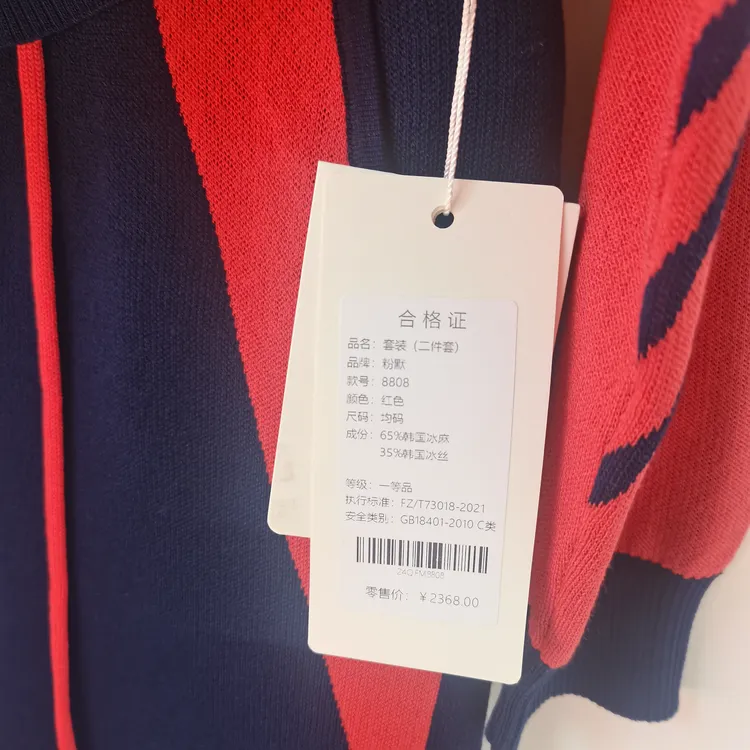 合格证
品名：套装（二件套）
品牌：粉默
款号：8808
颜色：红色
尺码：均码
成份：65%韩国冰麻
35%韩国冰丝
等级：一等品
执行标准：FZ/T73018-2021
安全类别：GB18401-2010 C类
零售价：￥2368.00